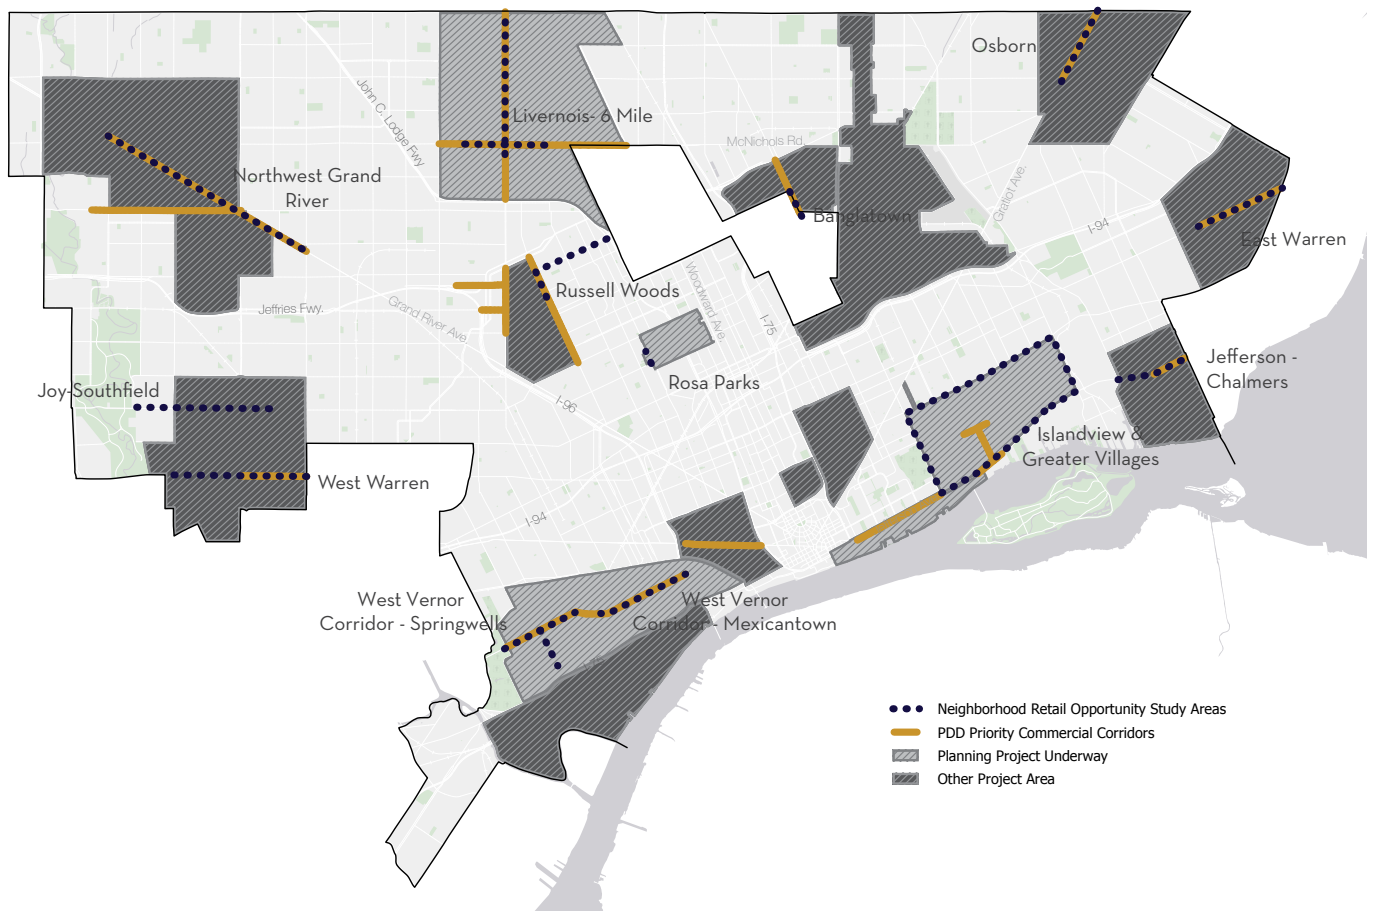 Osborn
John C. Lodge Fwy
Livernois- 6 Mile
McNichols Rd.
Northwest Grand
River
Gratiot Ave.
Banglatown
I-94
East Warren
Russell Woods
Woodward Ave.
Jeffries Fwy.
Grand River Ave.
I-75
Rosa Parks
Jefferson -
Chalmers
Joy-Southfield
I-96
Islandview &
Greater Villages
West Warren
I-94
West Vernor
Corridor - Springwells
West Vernor
Corridor - Mexicantown
Neighborhood Retail Opportunity Study Areas
PDD Priority Commercial Corridors
Planning Project Underway
Other Project Area